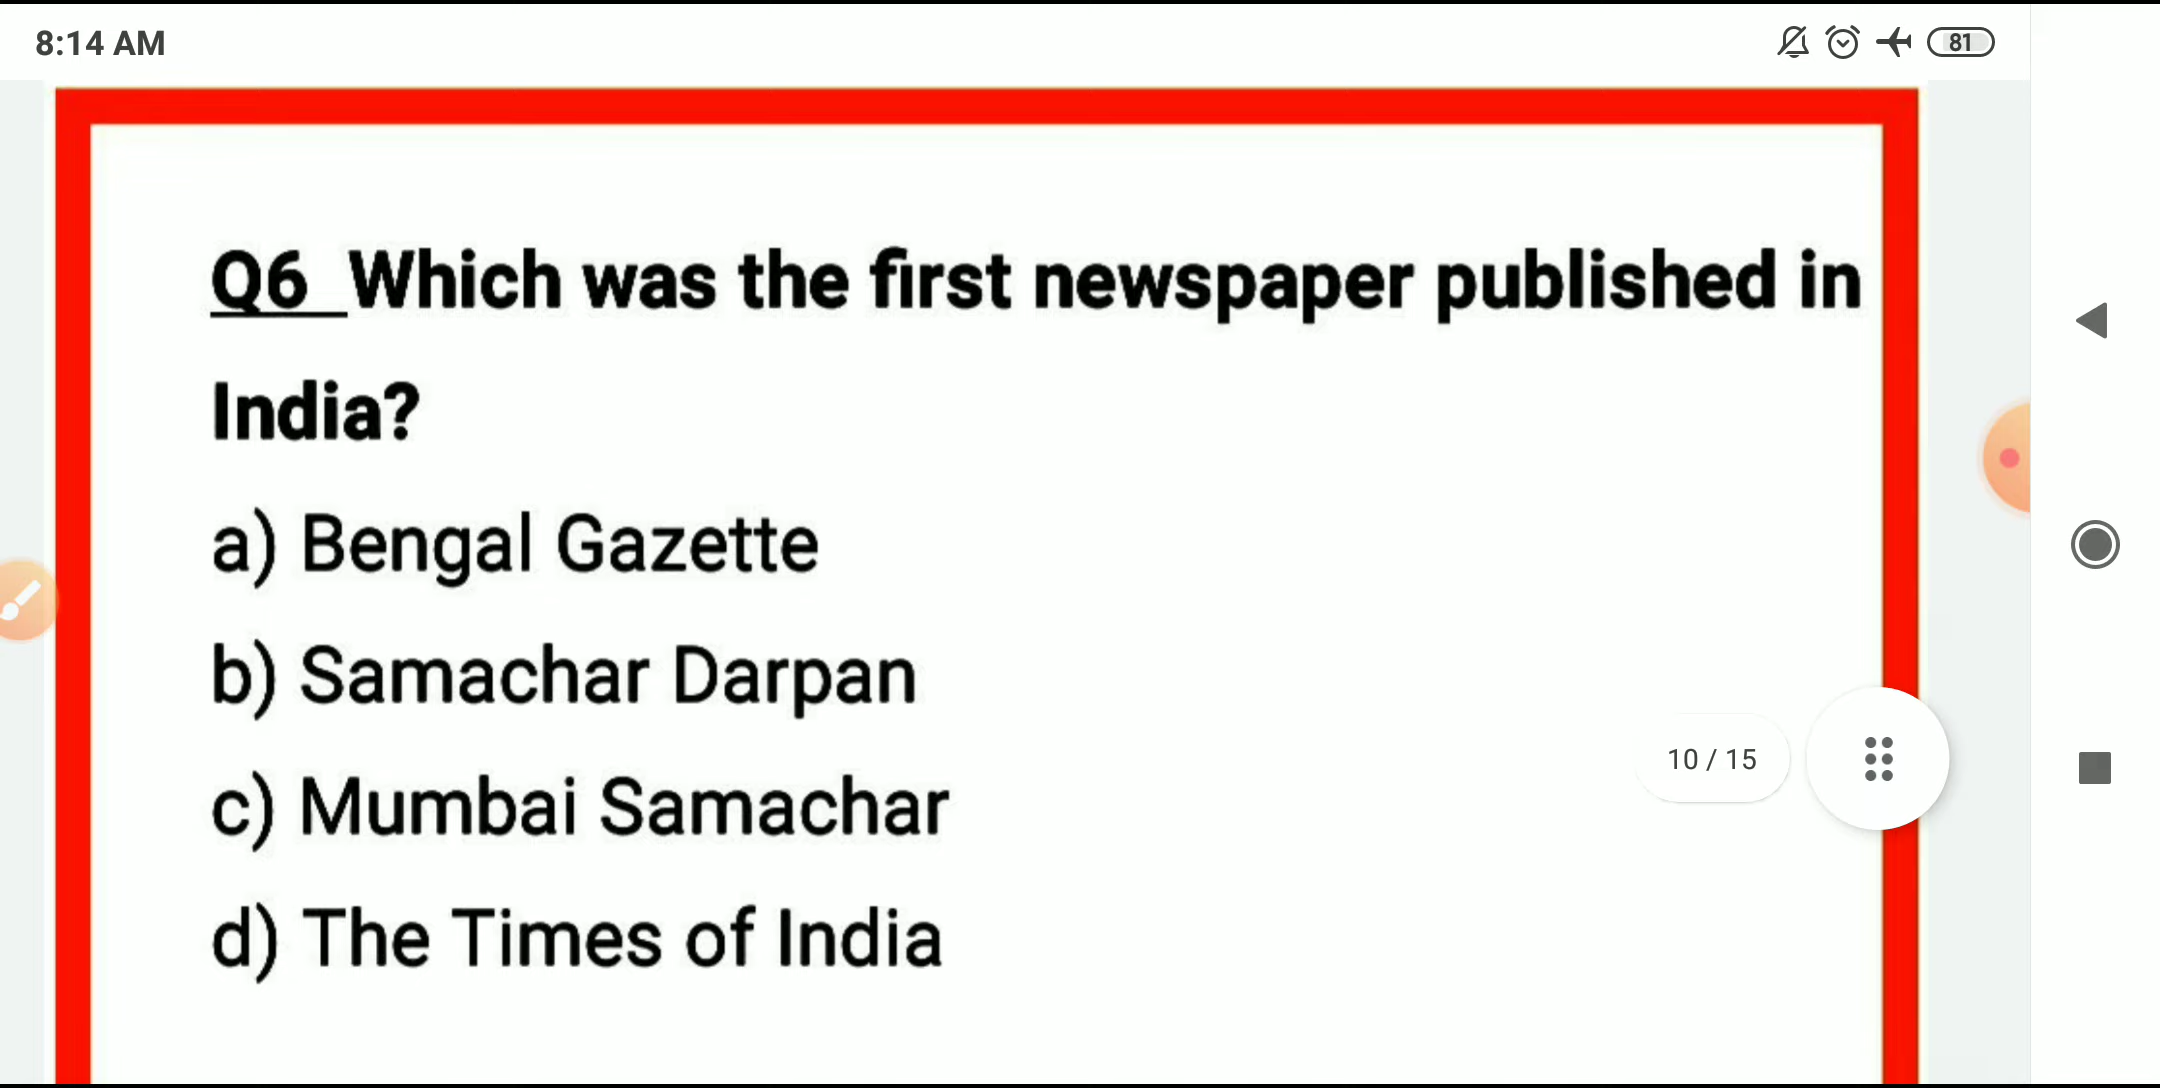 8:14 AM
81
Q6 Which was the first newspaper published in
India?
a) Bengal Gazette
b) Samachar Darpan
c) Mumbai Samachar
10 / 15
d) The Times of India